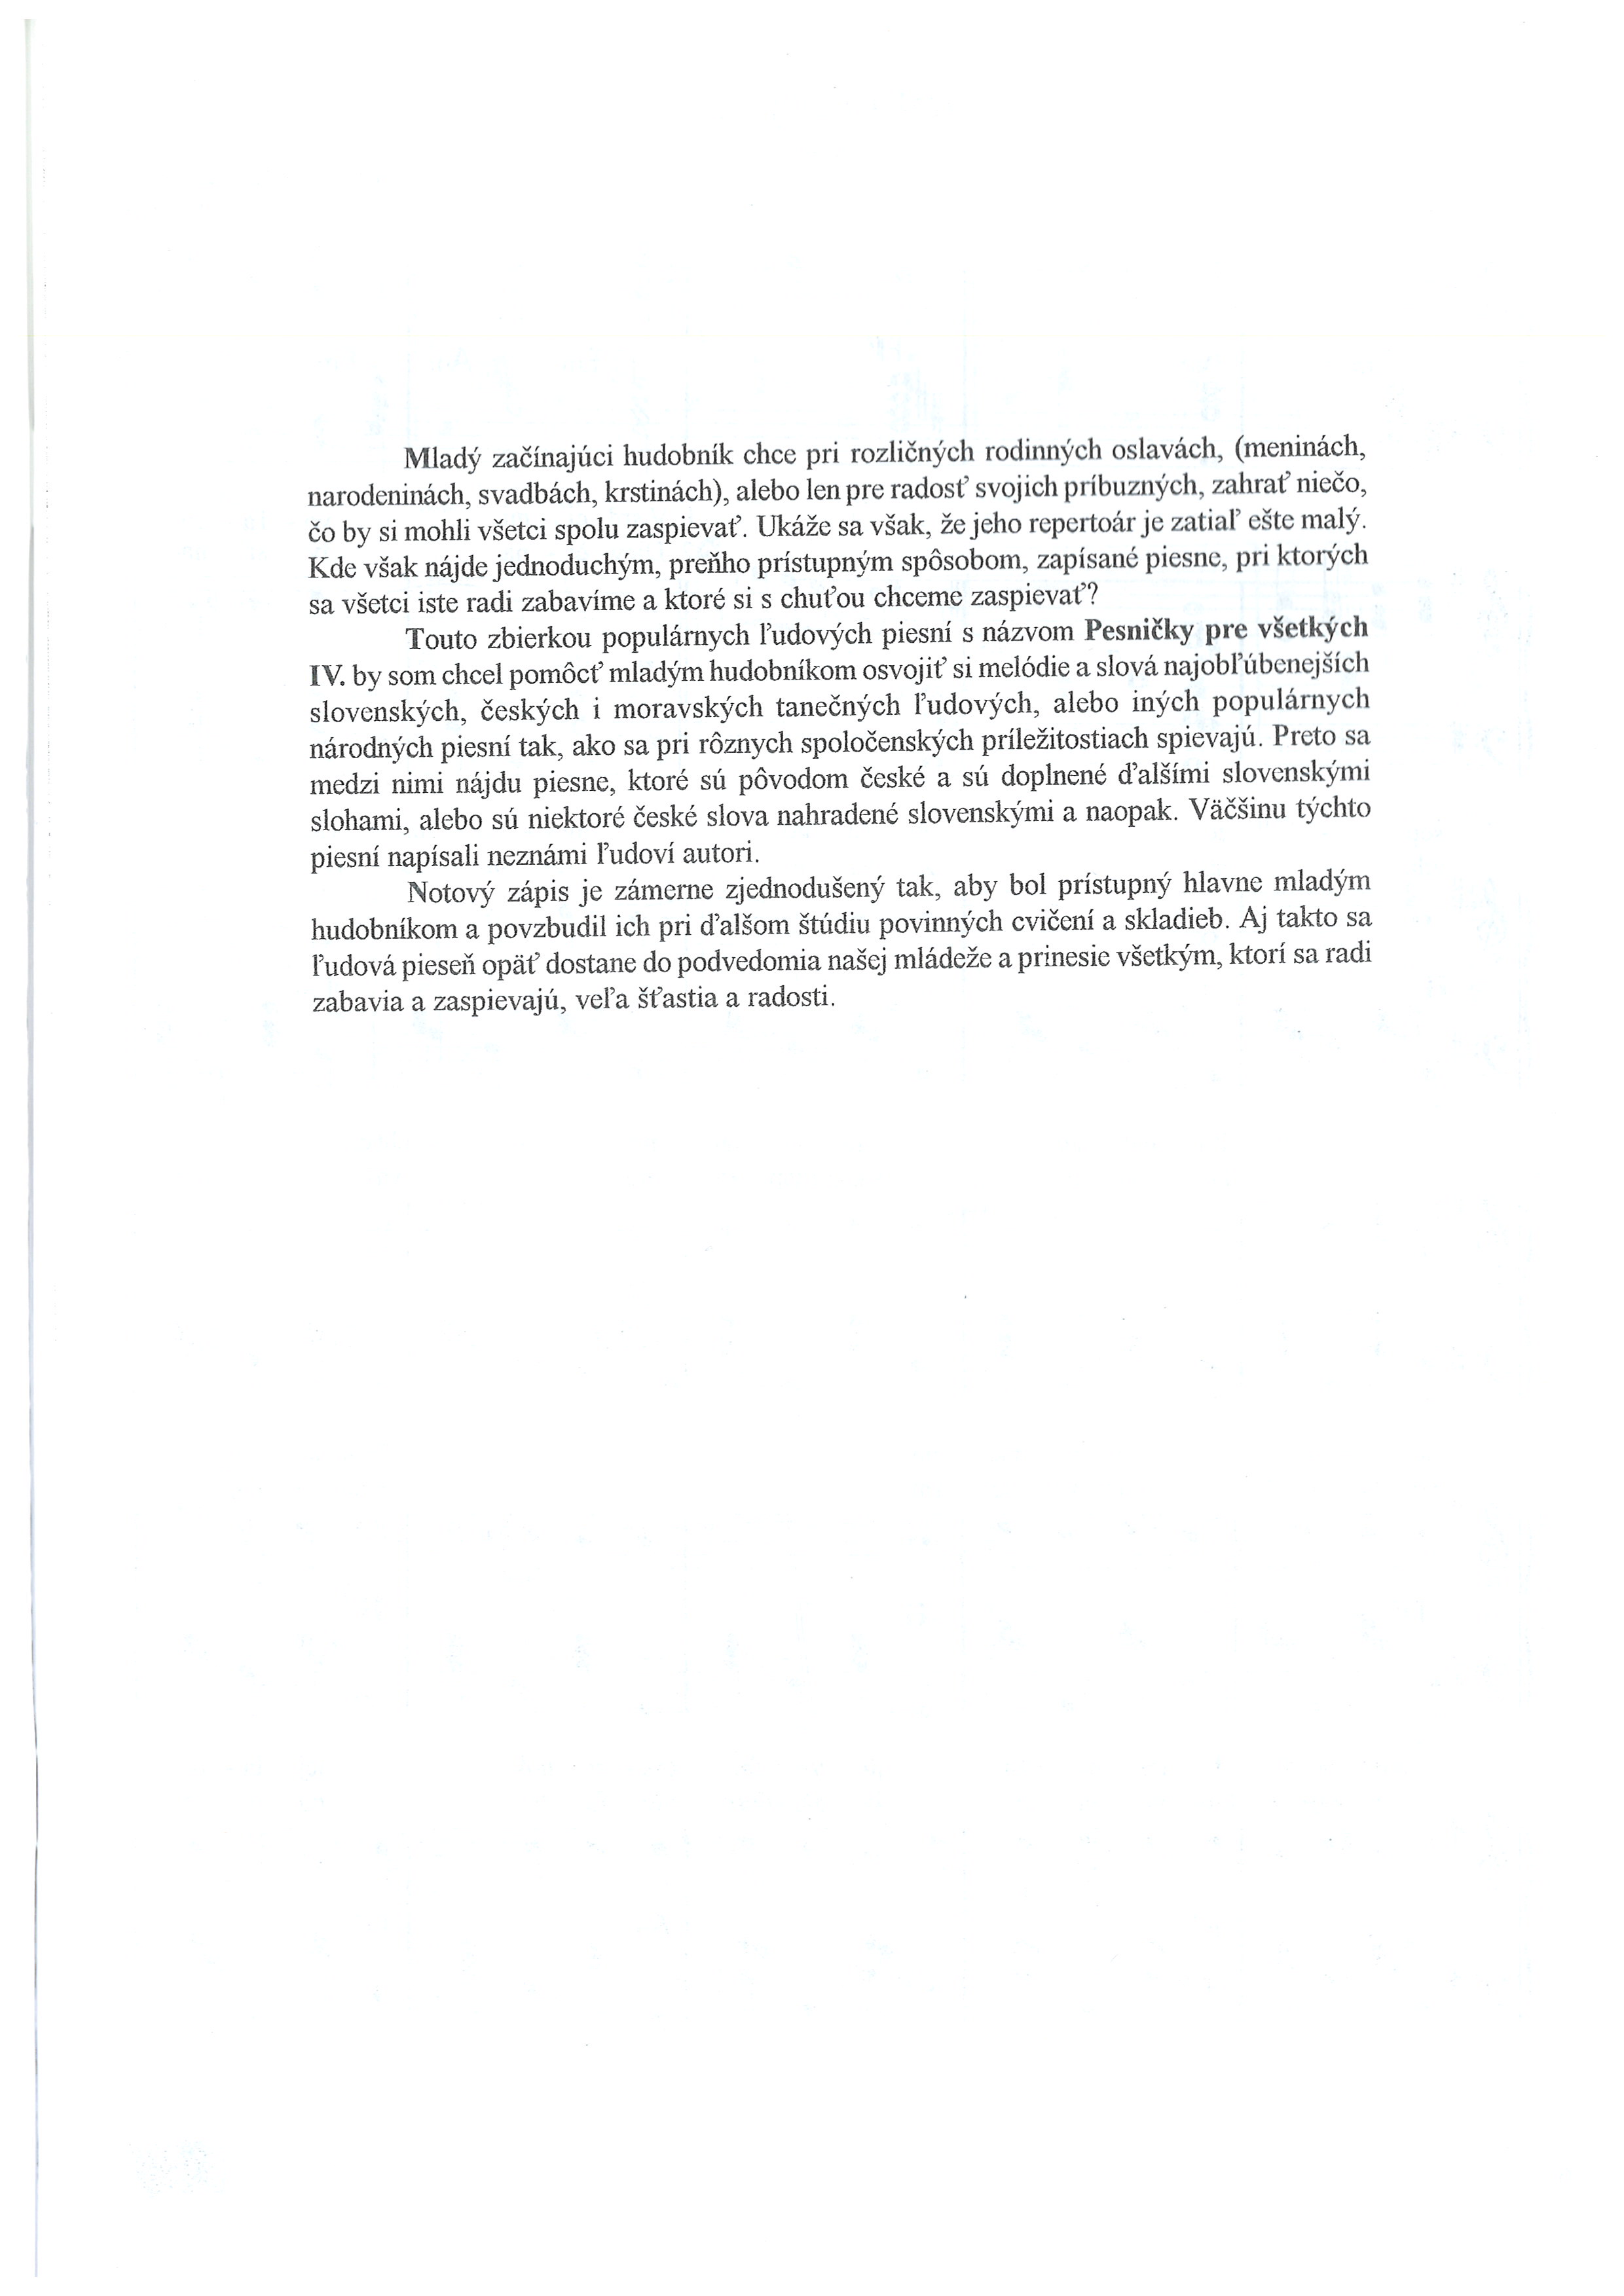 Mladý začínajúci hudobník chce pri rozličných rodinných oslavách, (meninách,
narodeninách, svadbách, krstinách), alebo len pre radosť svojich príbuzných, zahrať niečo,
čo by si mohli všetci spolu zaspievať. Ukáže sa však, že jeho repertoár je zatiaľ ešte malý.
Kde však nájde jednoduchým, preňho prístupným spôsobom, zapísané piesne, pri ktorých
sa všetci iste radi zabavíme a ktoré si s chuťou chceme zaspievať?
Touto zbierkou populárnych ľudových piesní s názvom Pesničky pre všetkých
IV. by som chcel pomôcť mladým hudobníkom osvojiť si melódie a slová najobľúbenejších
slovenských, českých i moravských tanečných ľudových, alebo iných populárnych
národných piesní tak, ako sa pri rôznych spoločenských príležitostiach spievajú. Preto sa
medzi nimi nájdu piesne, ktoré sú pôvodom české a sú doplnené ďalšími slovenskými
slohami, alebo sú niektoré české slova nahradené slovenskými a naopak. Väčšinu týchto
piesní napísali neznámi ľudoví autori.
Notový zápis je zámerne zjednodušený tak, aby bol prístupný hlavne mladým
hudobníkom a povzbudil ich pri ďalšom štúdiu povinných cvičení a skladieb. Aj takto sa
ľudová pieseň opäť dostane do podvedomia našej mládeže a prinesie všetkým, ktorí sa radi
zabavia a zaspievajú, veľa šťastia a radosti.